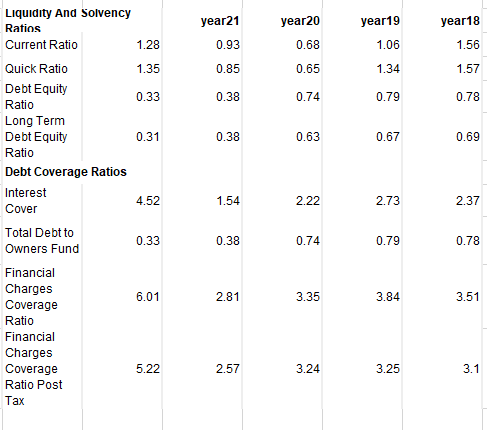 Liquidity And Solvency
Ratios year21 year20 year19 year18
Current Ratio 1.28 0.93 0.68 1.06 1.56
Quick Ratio 1.35 0.85 0.65 1.34 1.57
Debt Equity
Ratio 0.33 0.38 0.74 0.79 0.78
Long Term
Debt Equity 0.31 0.38 0.63 0.67 0.69
Ratio
Debt Coverage Ratios
Interest
Cover 4.52 1.54 2.22 2.73 2.37
Total Debt to
Owners Fund 0.33 0.38 0.74 0.79 0.78
Financial
Charges
Coverage 6.01 2.81 3.35 3.84 3.51
Ratio
Financial
Charges
Coverage 5.22 2.57 3.24 3.25 3.1
Ratio Post
Tax